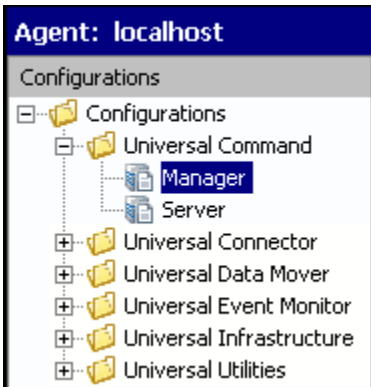 Agent: localhost
Configurations
Configurations
Universal Command
Manager
Server
Universal Connector
Universal Data Mover
Universal Event Monitor
Universal Infrastructure
Universal Utilities